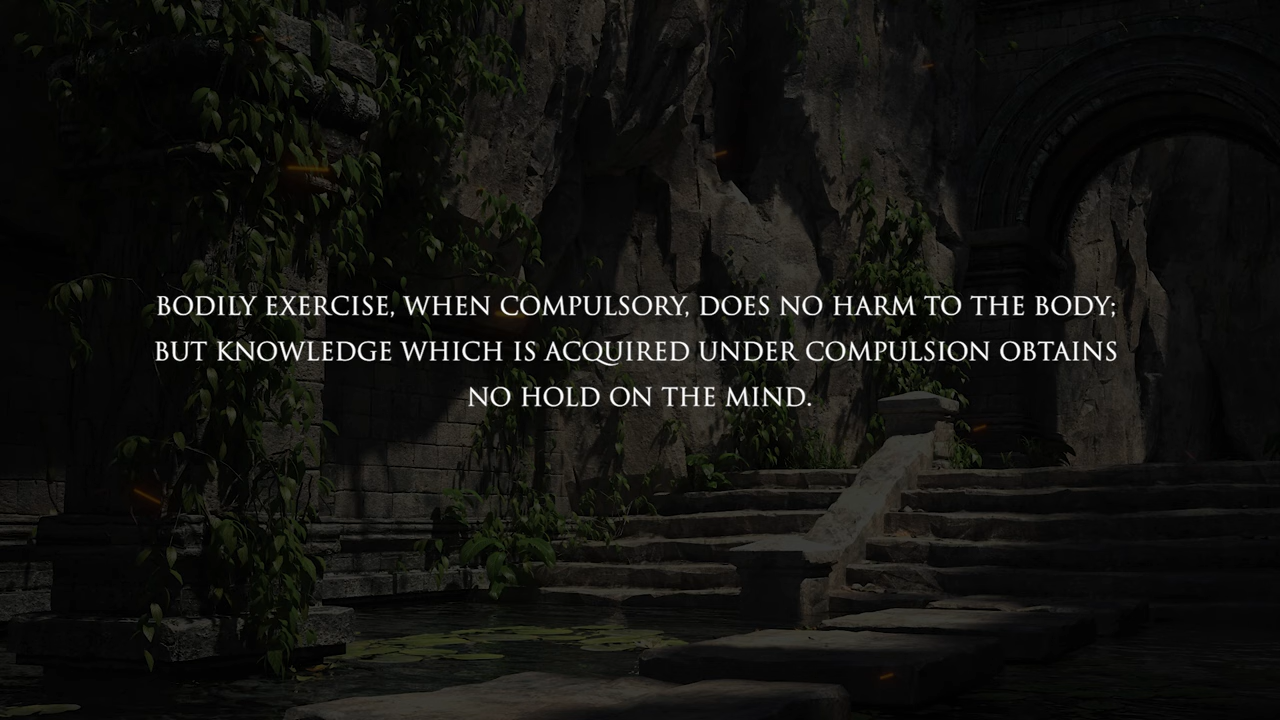 BODILY EXERCISE, WHEN COMPULSORY, DOES NO HARM TO THE BODY;
BUT KNOWLEDGE WHICH IS ACQUIRED UNDER COMPULSION OBTAINS
NO HOLD ON THE MIND.